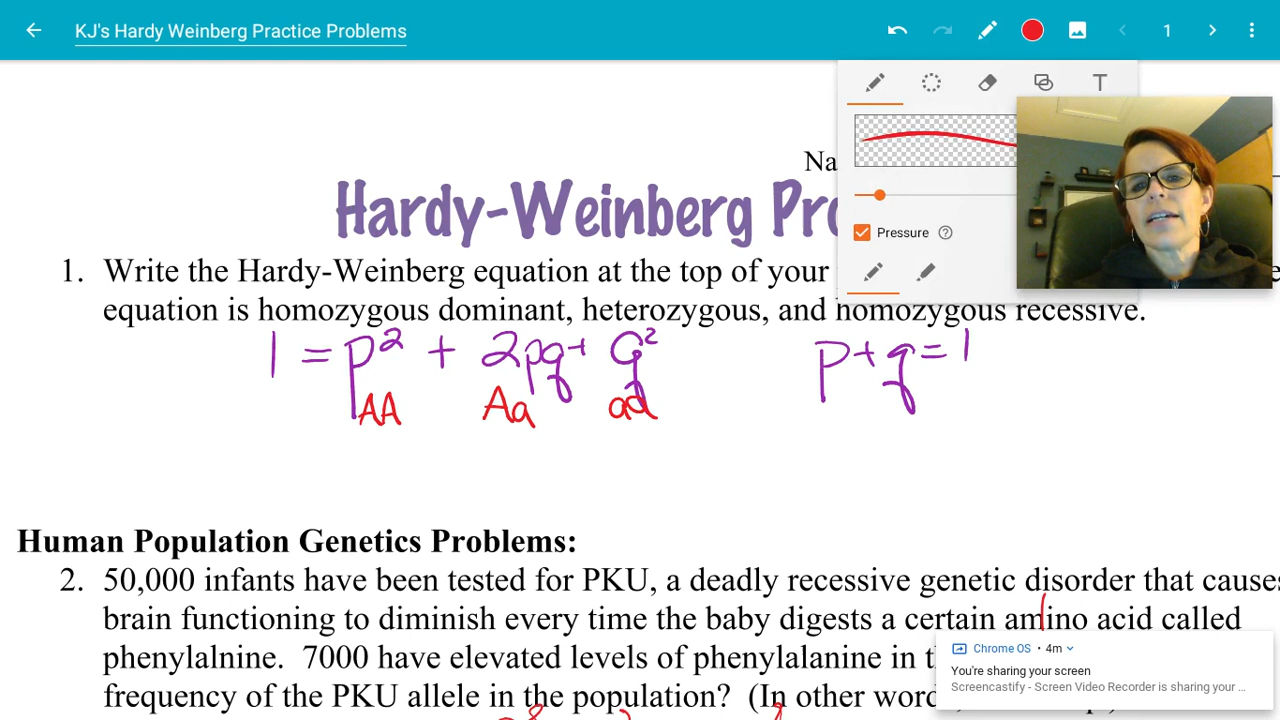 KJ's Hardy Weinberg Practice Problems
1
T
Na
Hardy-Weinberg Pro
Pressure
1. Write the Hardy-Weinberg equation at the top of your
equation is homozygous dominant, heterozygous, and homozygous recessive.
1 = p² + 2pq + q² p + q = 1
AA Aa aa
Human Population Genetics Problems:
2. 50,000 infants have been tested for PKU, a deadly recessive genetic disorder that causes
brain functioning to diminish every time the baby digests a certain amino acid called
phenylalnine. 7000 have elevated levels of phenylalanine in th
frequency of the PKU allele in the population? (In other word
Chrome OS • 4m
You're sharing your screen
Screencastify - Screen Video Recorder is sharing your ...